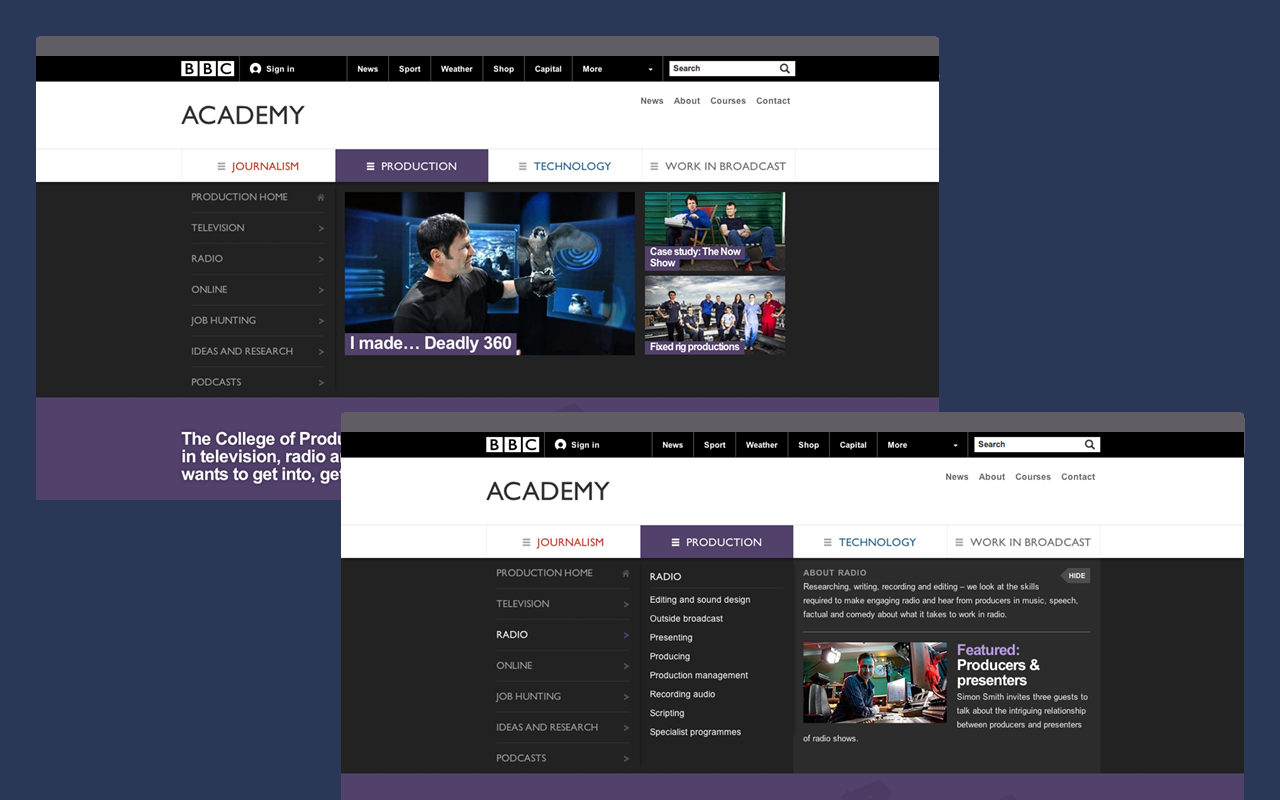 BBC
Sign in
News
Sport
Weather
Shop
Capital
More
Search
ACADEMY
News
About
Courses
Contact
JOURNALISM
PRODUCTION
TECHNOLOGY
WORK IN BROADCAST
PRODUCTION HOME
TELEVISION
RADIO
ONLINE
JOB HUNTING
IDEAS AND RESEARCH
PODCASTS
I made… Deadly 360
Case study: The Now
Show
Fixed rig productions
The College of
in television, radio
wants to get into,
BBC
Sign in
News
Sport
Weather
Shop
Capital
More
Search
ACADEMY
News
About
Courses
Contact
JOURNALISM
PRODUCTION
TECHNOLOGY
WORK IN BROADCAST
PRODUCTION HOME
TELEVISION
RADIO
ONLINE
JOB HUNTING
IDEAS AND RESEARCH
PODCASTS
RADIO
Editing and sound design
Outside broadcast
Presenting
Producing
Production management
Recording audio
Scripting
Specialist programmes
ABOUT RADIO
HIDE
Researching, writing, recording and editing – we look at the skills
required to make engaging radio and hear from producers in music, speech,
factual and comedy about what it takes to work in radio.
Featured:
Producers &
presenters
Simon Smith invites three guests to
talk about the intriguing relationship
between producers and presenters
of radio shows.